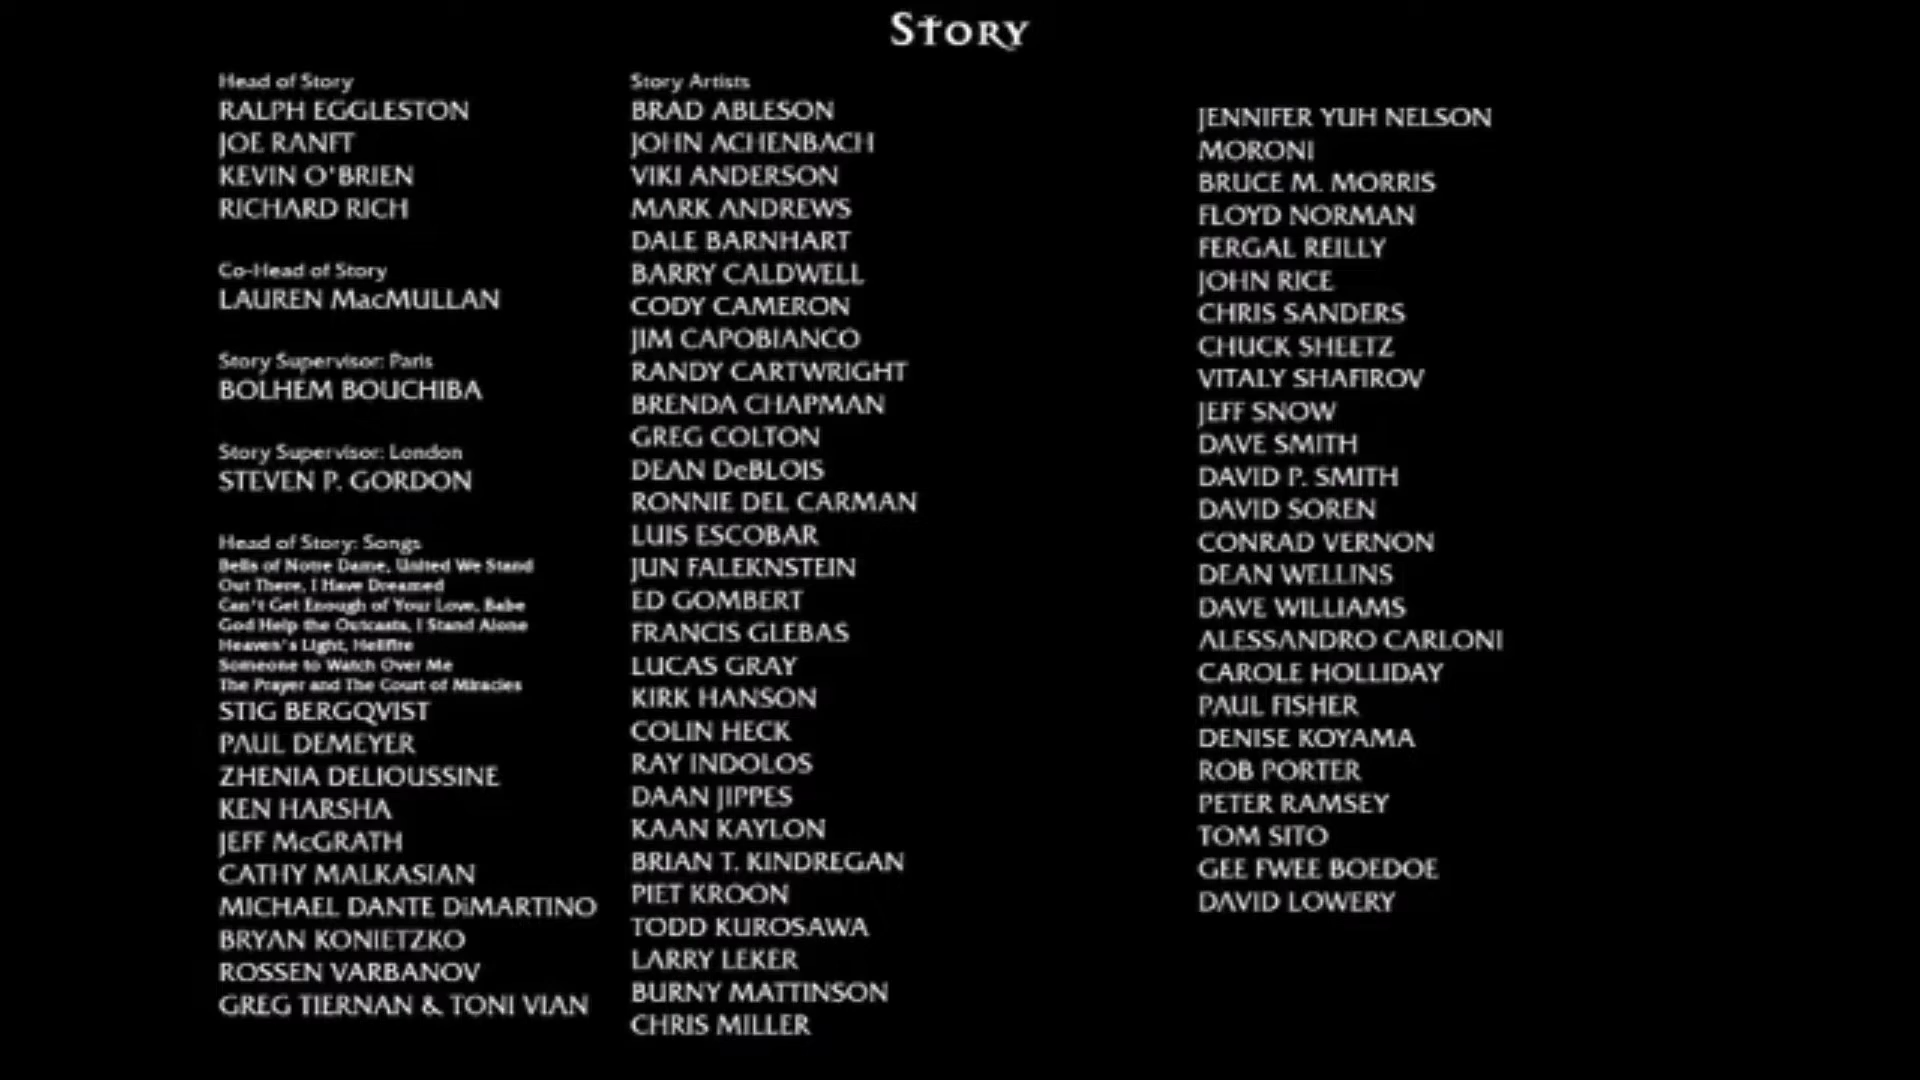 STORY
Head of Story
RALPH EGGLESTON
JOE RANFT
KEVIN O'BRIEN
RICHARD RICH
Co-Head of Story
LAUREN MacMULLAN
Story Supervisor: Paris
BOLHEM BOUCHIBA
Story Supervisor: London
STEVEN P. GORDON
Head of Story: Songs
Bells of Notre Dame, United We Stand
Out There, I Have Dreamed
Can't Get Enough of Your Love, Babe
God Help the Outcasts, I Stand Alone
Heaven's Light, Hellfire
Someone to Watch Over Me
The Prayer and The Court of Miracles
STIG BERGQVIST
PAUL DEMEYER
ZHENIA DELIOUSSINE
KEN HARSHA
JEFF McGRATH
CATHY MALKASIAN
MICHAEL DANTE DiMARTINO
BRYAN KONIETZKO
ROSSEN VARBANOV
GREG TIERNAN & TONI VIAN
Story Artists
BRAD ABLESON
JOHN ACHENBACH
VIKI ANDERSON
MARK ANDREWS
DALE BARNHART
BARRY CALDWELL
CODY CAMERON
JIM CAPOBIANCO
RANDY CARTWRIGHT
BRENDA CHAPMAN
GREG COLTON
DEAN DeBLOIS
RONNIE DEL CARMAN
LUIS ESCOBAR
JUN FALEKNSTEIN
ED GOMBERT
FRANCIS GLEBAS
LUCAS GRAY
KIRK HANSON
COLIN HECK
RAY INDOLOS
DAAN JIPPES
KAAN KAYLON
BRIAN T. KINDREGAN
PIET KROON
TODD KUROSAWA
LARRY LEKER
BURNY MATTINSON
CHRIS MILLER
JENNIFER YUH NELSON
MORONI
BRUCE M. MORRIS
FLOYD NORMAN
FERGAL REILLY
JOHN RICE
CHRIS SANDERS
CHUCK SHEETZ
VITALY SHAFIROV
JEFF SNOW
DAVE SMITH
DAVID P. SMITH
DAVID SOREN
CONRAD VERNON
DEAN WELLINS
DAVE WILLIAMS
ALESSANDRO CARLONI
CAROLE HOLLIDAY
PAUL FISHER
DENISE KOYAMA
ROB PORTER
PETER RAMSEY
TOM SITO
GEE FWEE BOEDOE
DAVID LOWERY